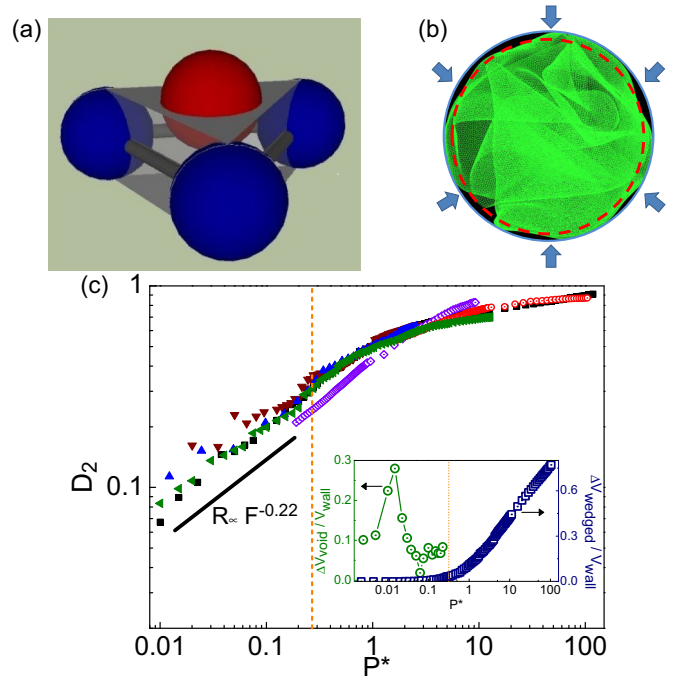 (a)
(b)
(c)
1
0.1
D₂
R∝ F⁻⁰·²²
0.01 0.1 1 10 100
P*
0.3
0.2
0.1
0.0
ΔV_void / V_wall
0.6
0.3
0.0
ΔV_wedged / V_wall
0.01 0.1 1 10 100
P*